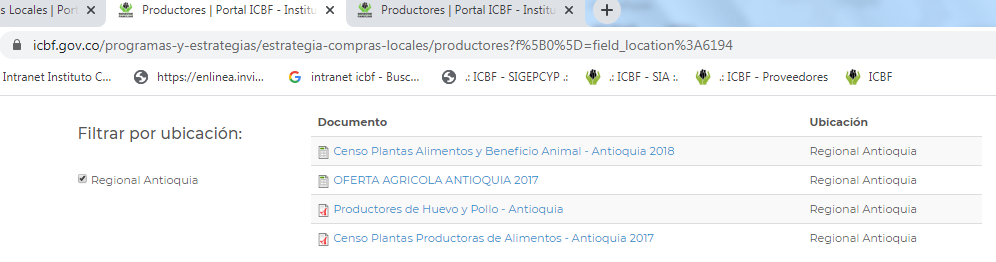 s Locales | Port
Productores | Portal ICBF - Institu
Productores | Portal ICBF - Institu
icbf.gov.co/programas-y-estrategias/estrategia-compras-locales/productores?f%5B0%5D=field_location%3A6194
Intranet Instituto C... https://enlinea.invi... intranet icbf - Busc... .: ICBF - SIGEPCYP .: .: ICBF - SIA :. .: ICBF - Proveedores ICBF
Filtrar por ubicación:
Regional Antioquia
Documento Ubicación
Censo Plantas Alimentos y Beneficio Animal - Antioquia 2018 Regional Antioquia
OFERTA AGRICOLA ANTIOQUIA 2017 Regional Antioquia
Productores de Huevo y Pollo - Antioquia Regional Antioquia
Censo Plantas Productoras de Alimentos - Antioquia 2017 Regional Antioquia